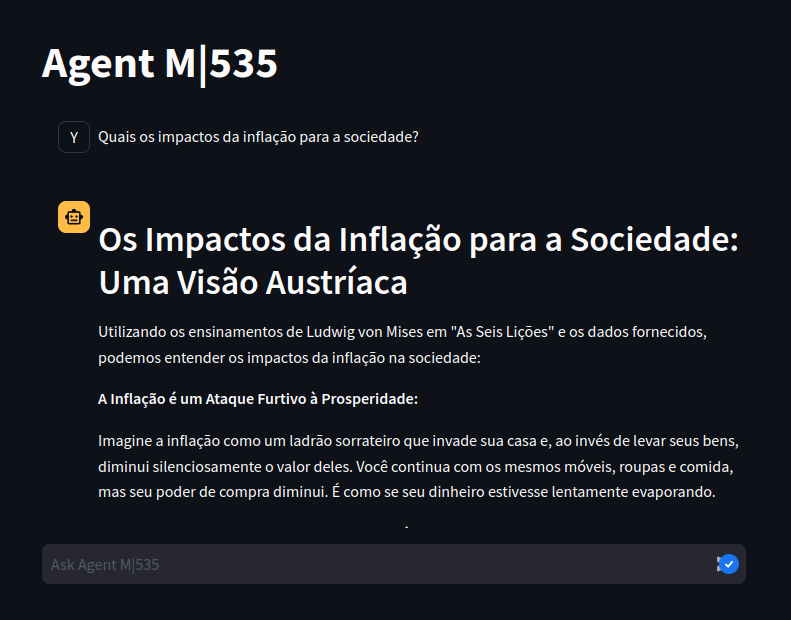 Agent M|535
Y
Quais os impactos da inflação para a sociedade?
Os Impactos da Inflação para a Sociedade:
Uma Visão Austríaca
Utilizando os ensinamentos de Ludwig von Mises em "As Seis Lições" e os dados fornecidos,
podemos entender os impactos da inflação na sociedade:
A Inflação é um Ataque Furtivo à Prosperidade:
Imagine a inflação como um ladrão sorrateiro que invade sua casa e, ao invés de levar seus bens,
diminui silenciosamente o valor deles. Você continua com os mesmos móveis, roupas e comida,
mas seu poder de compra diminui. É como se seu dinheiro estivesse lentamente evaporando.
Ask Agent M|535